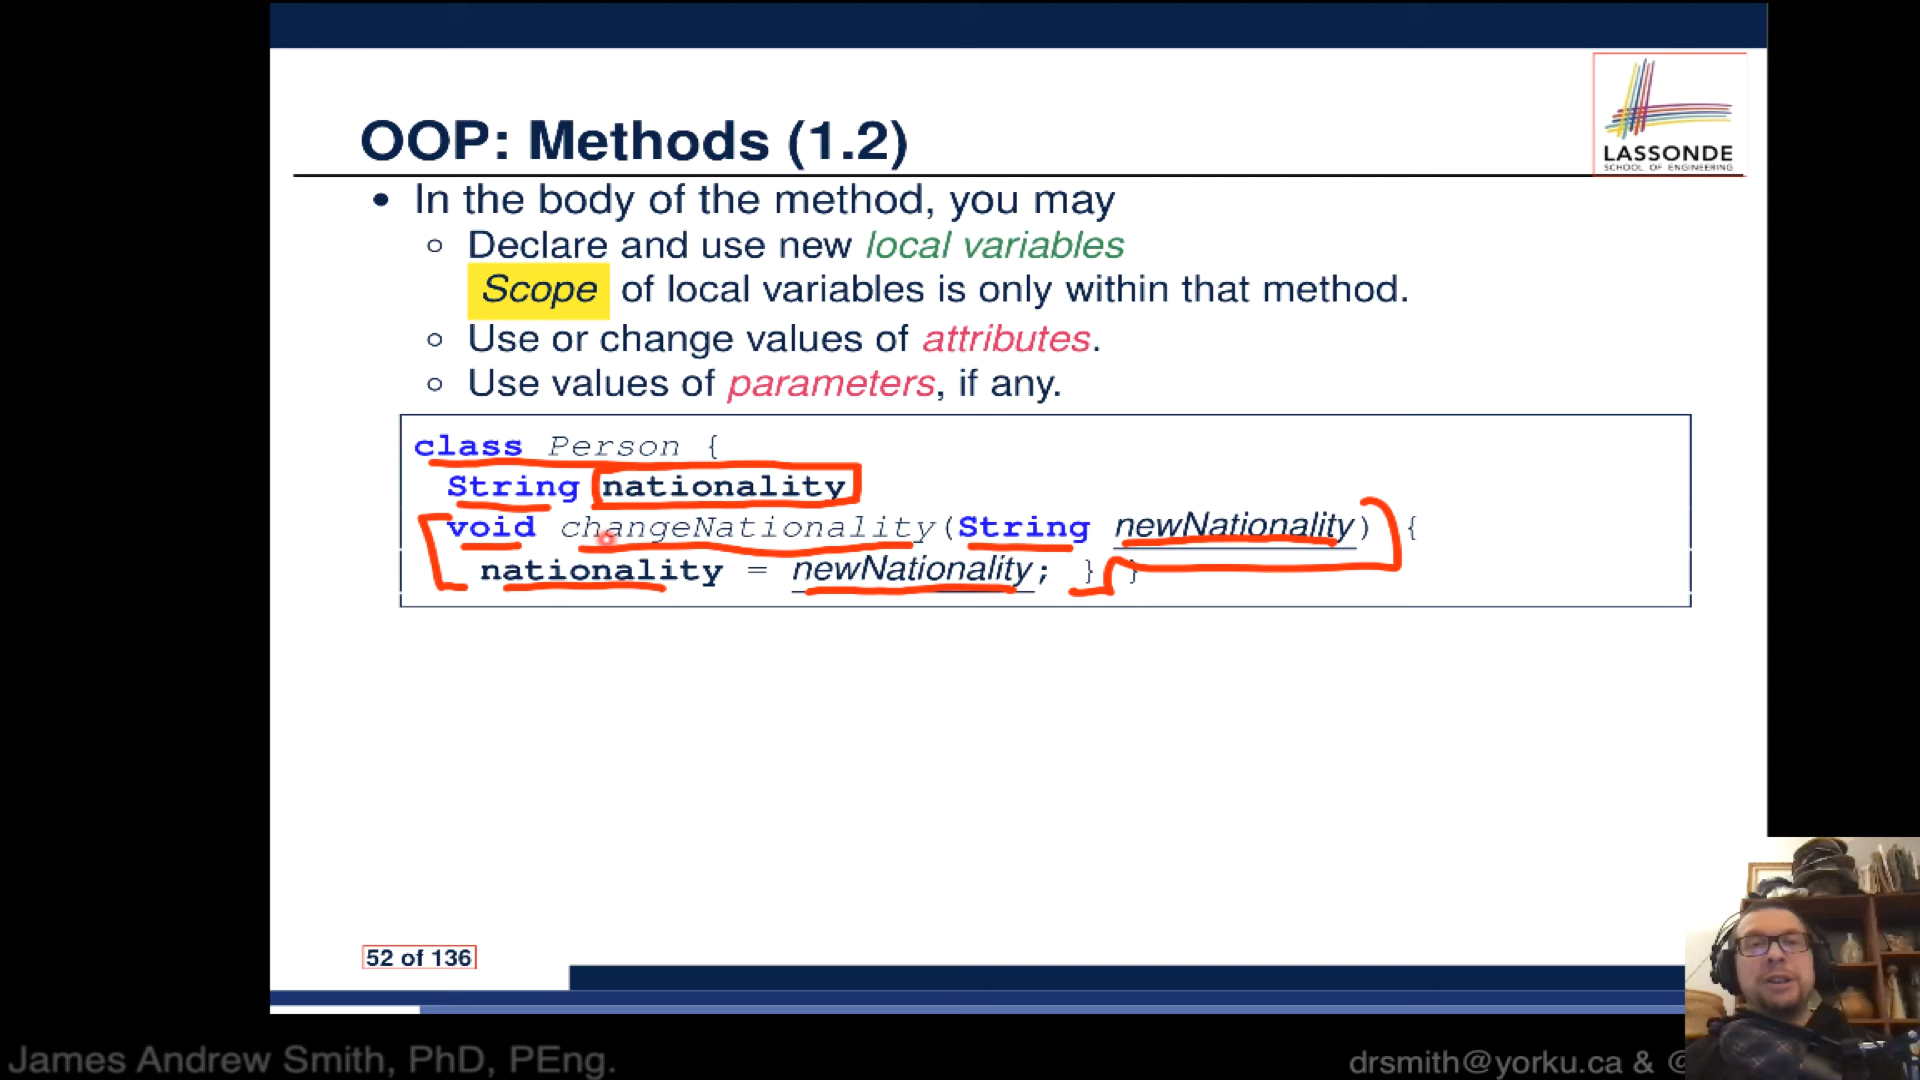 LASSONDE
SCHOOL OF ENGINEERING
OOP: Methods (1.2)
• In the body of the method, you may
◦ Declare and use new local variables
Scope of local variables is only within that method.
◦ Use or change values of attributes.
◦ Use values of parameters, if any.
class Person {
String nationality
void changeNationality(String newNationality) {
nationality = newNationality; } }
52 of 136
James Andrew Smith, PhD, PEng.
drsmith@yorku.ca & @